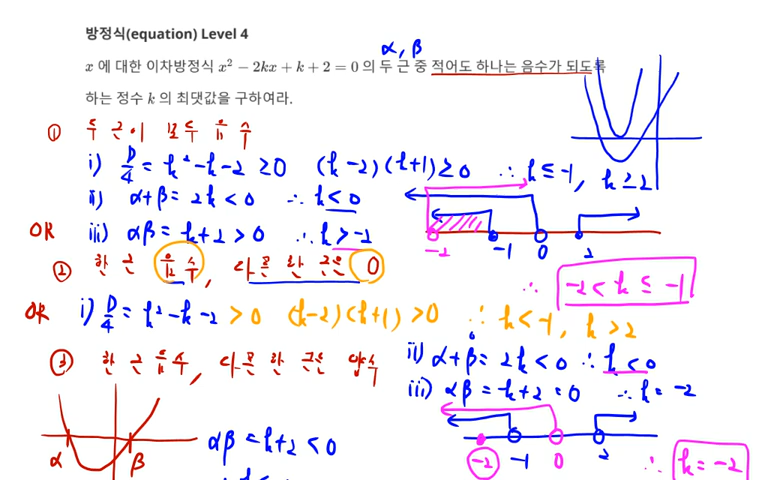 방정식(equation) Level 4
α, β
x 에 대한 이차방정식 x² − 2kx + k + 2 = 0 의 두 근 중 적어도 하나는 음수가 되도록
하는 정수 k 의 최댓값을 구하여라.
① 두 근이 모두 음수
i) D/4 = k² - k - 2 ≥ 0 (k-2)(k+1) ≥ 0 ∴ k ≤ -1, k ≥ 2
ii) α+β = 2k < 0 ∴ k < 0
OR iii) αβ = k+2 > 0 ∴ k > -2
-2 -1 0 2
∴ -2 < k ≤ -1
② 한 근 음수, 다른 한 근은 0
OR i) D/4 = k² - k - 2 > 0 (k-2)(k+1) > 0 ∴ k < -1, k > 2
ii) α+β = 2k < 0 ∴ k < 0
iii) αβ = k+2 = 0 ∴ k = -2
-2 -1 0 2
∴ k = -2
③ 한 근 음수, 다른 한 근은 양수
α β
αβ = k+2 < 0